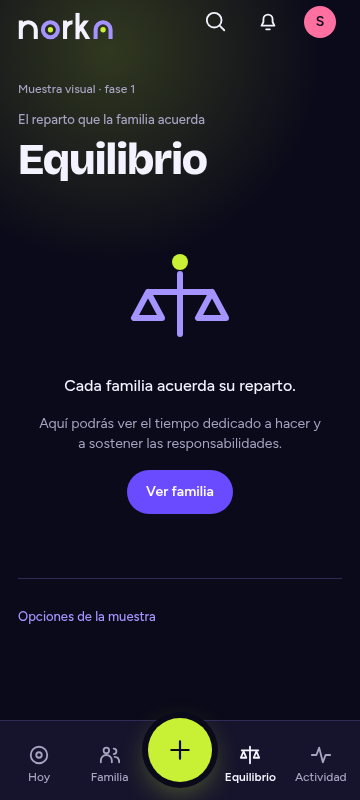 norka
S
Muestra visual · fase 1
El reparto que la familia acuerda
Equilibrio
Cada familia acuerda su reparto.
Aquí podrás ver el tiempo dedicado a hacer y
a sostener las responsabilidades.
Ver familia
Opciones de la muestra
Hoy
Familia
Equilibrio
Actividad